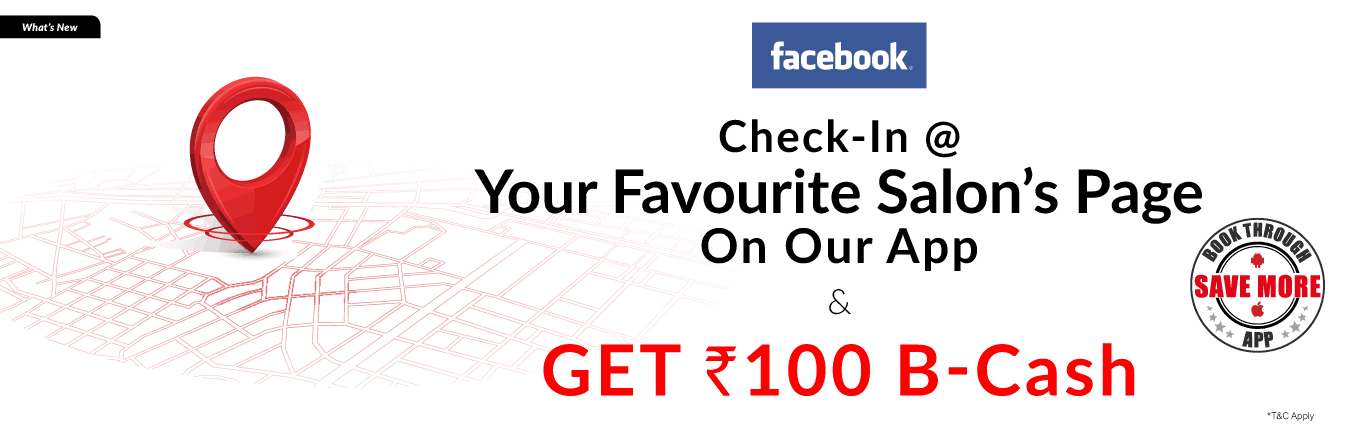 What's New
facebook
Check-In @
Your Favourite Salon's Page
On Our App
&
GET ₹100 B-Cash
BOOK THROUGH
SAVE MORE
APP
*T&C Apply